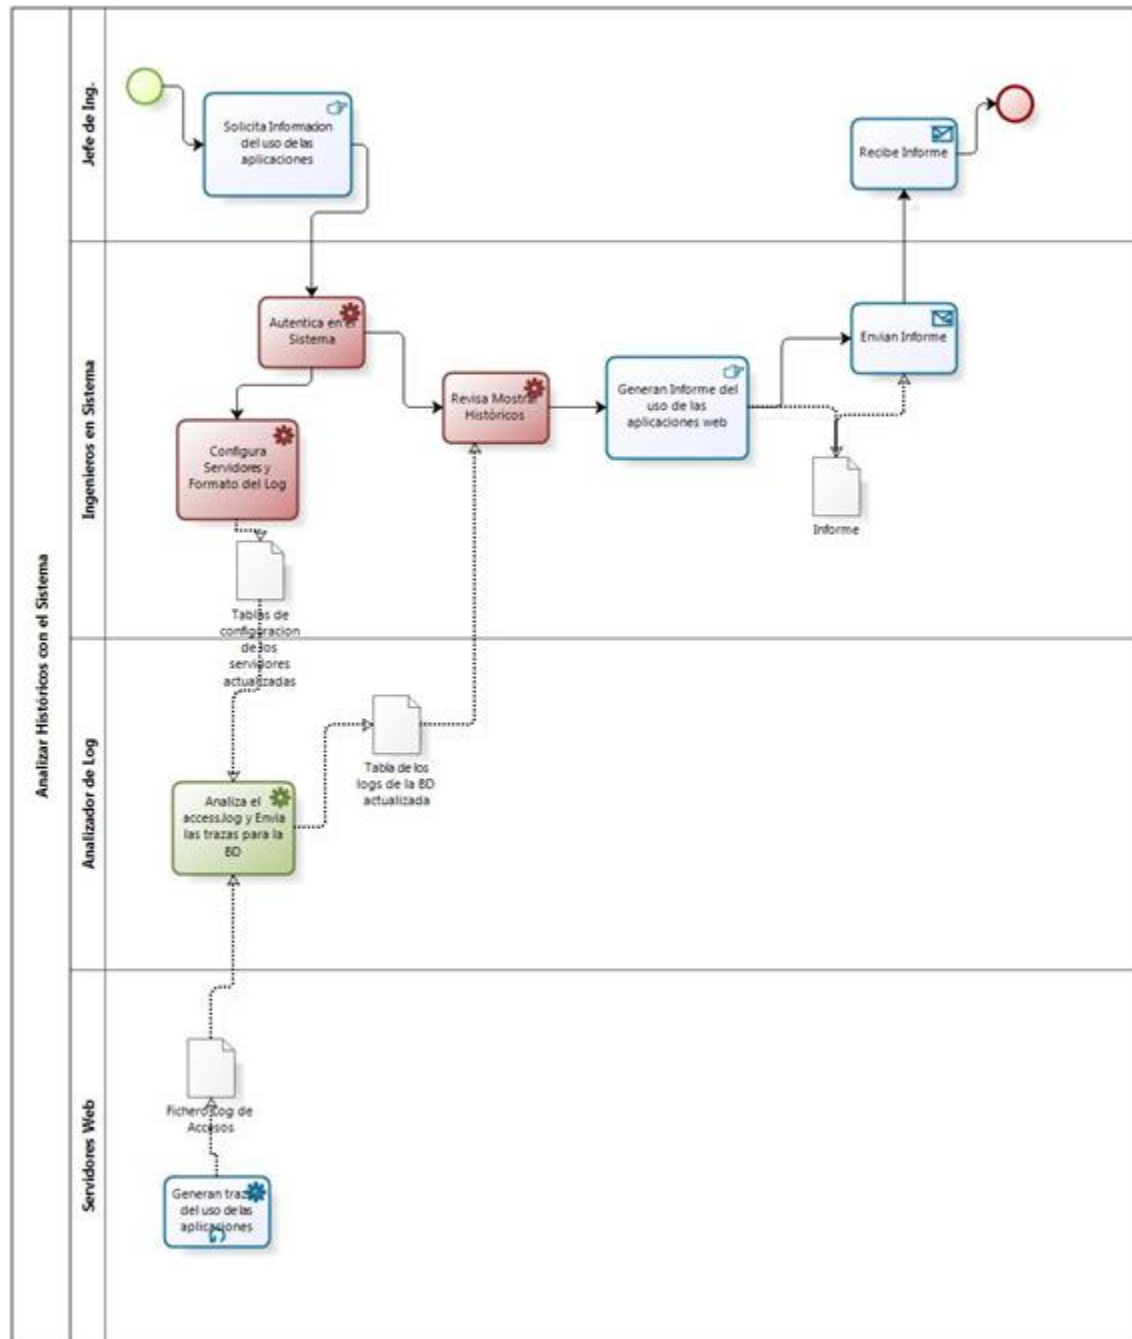 Analizar Históricos con el Sistema
Jefe de Ing.
Solicita Informacion
del uso de las
aplicaciones
Recibe Informe
Ingenieros en Sistema
Autentica en el
Sistema
Revisa Mostrar
Históricos
Generan Informe del
uso de las
aplicaciones web
Envian Informe
Configura
Servidores y
Formato del Log
Informe
Tablas de
configuracion
de los
servidores
actualizadas
Analizador de Log
Tabla de los
logs de la BD
actualizada
Analiza el
access.log y Envia
las trazas para la
BD
Servidores Web
Fichero Log de
Accesos
Generan trazas
del uso de las
aplicaciones